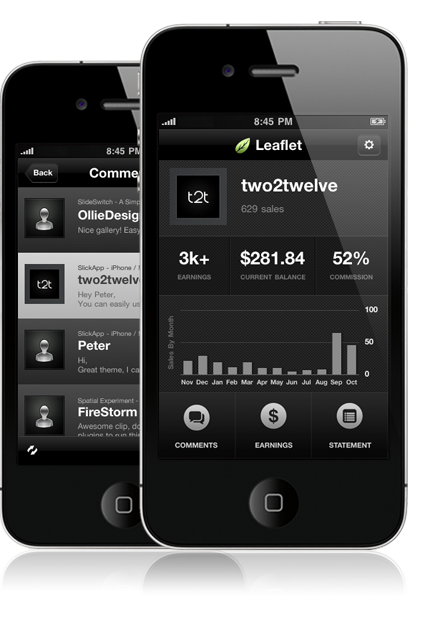 8:45 PM
Back
Comme
SlideSwitch - A Simp
OllieDesig
Nice gallery! Easy
SlickApp - iPhone / M
t2t
two2twelv
Hey Peter,
You can easily us
SlickApp - iPhone / M
Peter
Hi,
Great theme, I ca
Spatial Experiment -
FireStorm
Awesome clip, do
plugins to run this
8:45 PM
Leaflet
t2t
two2twelve
629 sales
3k+ $281.84 52%
EARNINGS CURRENT BALANCE COMMISSION
Sales By Month
100
50
0
Nov Dec Jan Feb Mar Apr May Jun Jul Aug Sep Oct
$
COMMENTS EARNINGS STATEMENT